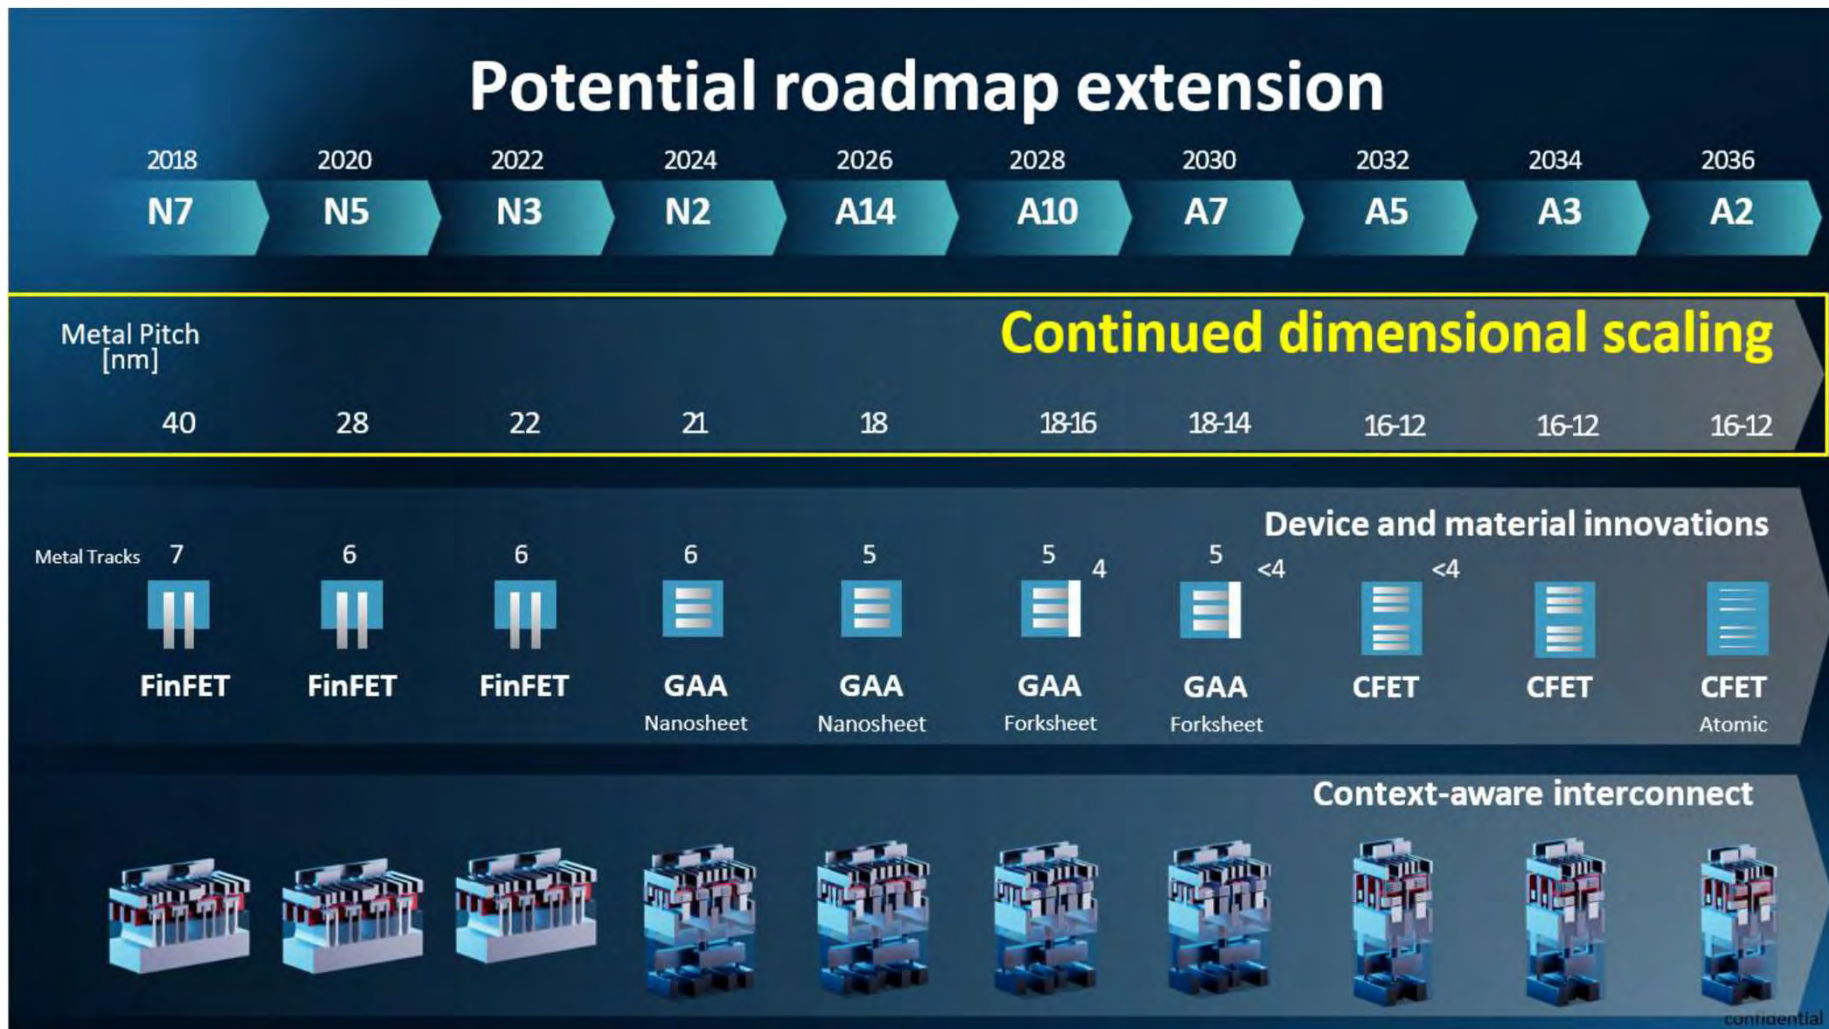 Potential roadmap extension
2018 2020 2022 2024 2026 2028 2030 2032 2034 2036
N7 N5 N3 N2 A14 A10 A7 A5 A3 A2
Continued dimensional scaling
Metal Pitch
[nm]
40 28 22 21 18 18-16 18-14 16-12 16-12 16-12
Device and material innovations
Metal Tracks 7 6 6 6 5 5 4 5 <4 <4
FinFET FinFET FinFET GAA GAA GAA GAA CFET CFET CFET
Nanosheet Nanosheet Forksheet Forksheet Atomic
Context-aware interconnect
confidential